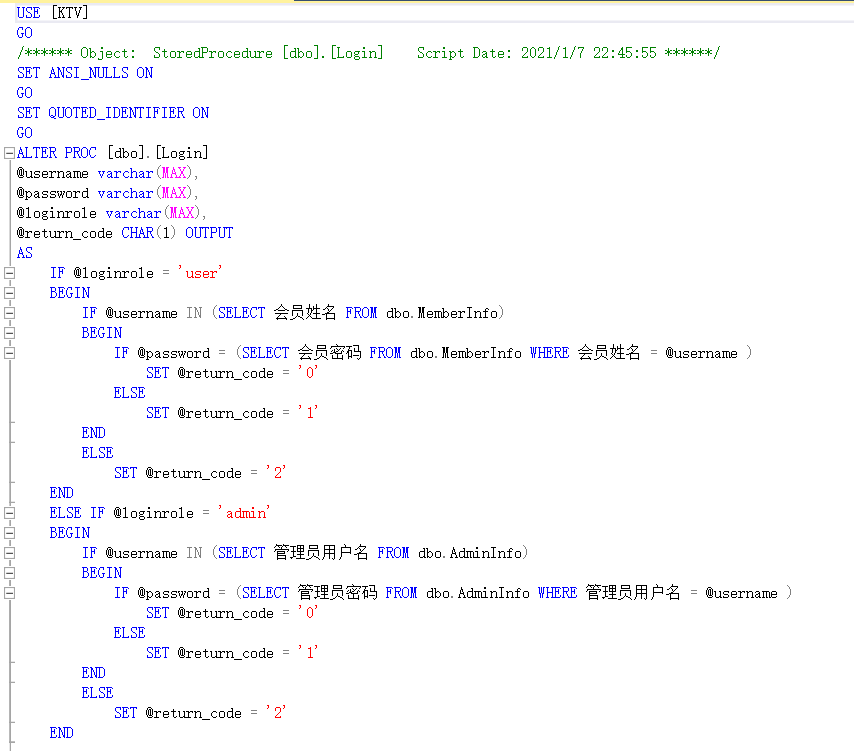 USE [KTV]
GO
/****** Object:  StoredProcedure [dbo].[Login]    Script Date: 2021/1/7 22:45:55 ******/
SET ANSI_NULLS ON
GO
SET QUOTED_IDENTIFIER ON
GO
ALTER PROC [dbo].[Login]
@username varchar(MAX),
@password varchar(MAX),
@loginrole varchar(MAX),
@return_code CHAR(1) OUTPUT
AS
    IF @loginrole = 'user'
    BEGIN
        IF @username IN (SELECT 会员姓名 FROM dbo.MemberInfo)
        BEGIN
            IF @password = (SELECT 会员密码 FROM dbo.MemberInfo WHERE 会员姓名 = @username )
                SET @return_code = '0'
            ELSE
                SET @return_code = '1'
        END
        ELSE
            SET @return_code = '2'
    END
    ELSE IF @loginrole = 'admin'
    BEGIN
        IF @username IN (SELECT 管理员用户名 FROM dbo.AdminInfo)
        BEGIN
            IF @password = (SELECT 管理员密码 FROM dbo.AdminInfo WHERE 管理员用户名 = @username )
                SET @return_code = '0'
            ELSE
                SET @return_code = '1'
        END
        ELSE
            SET @return_code = '2'
    END